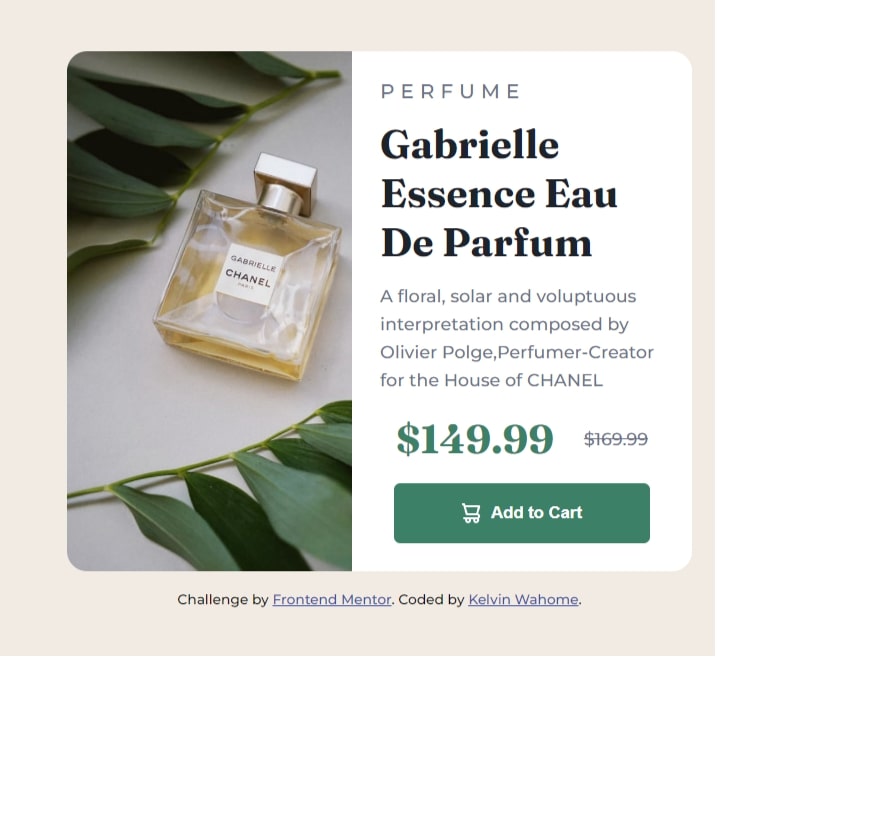 PERFUME
Gabrielle
Essence Eau
De Parfum
A floral, solar and voluptuous
interpretation composed by
Olivier Polge,Perfumer-Creator
for the House of CHANEL
$149.99 $169.99
Add to Cart
GABRIELLE
CHANEL
PARIS
Challenge by Frontend Mentor. Coded by Kelvin Wahome.